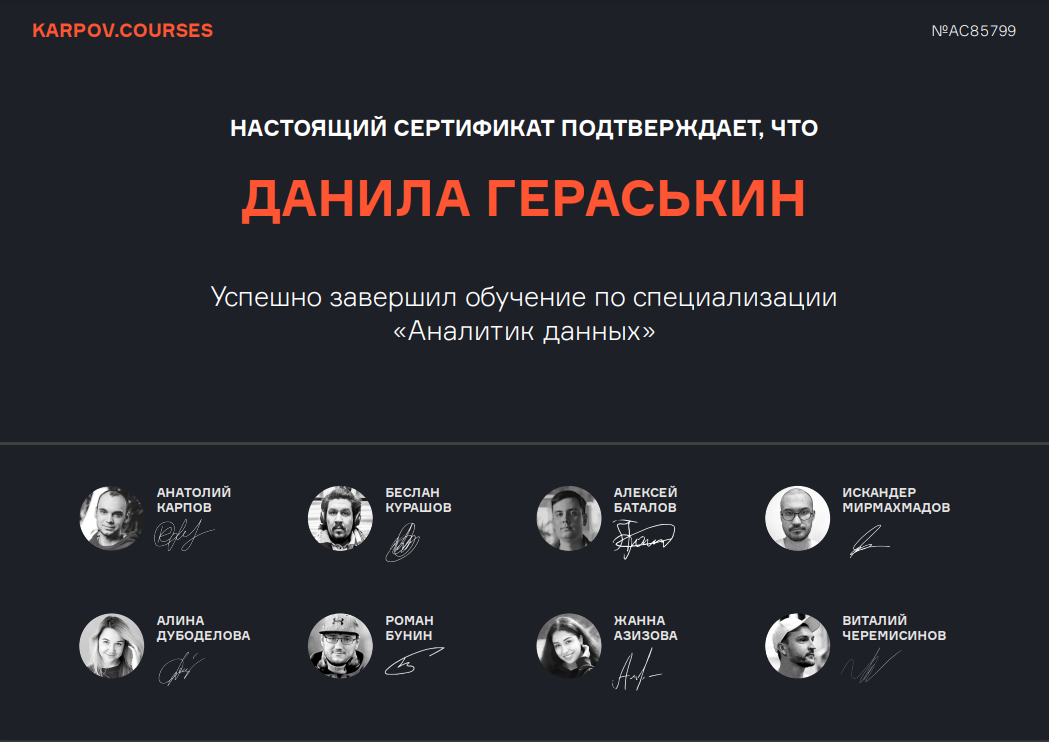 KARPOV.COURSES
№AC85799
НАСТОЯЩИЙ СЕРТИФИКАТ ПОДТВЕРЖДАЕТ, ЧТО
ДАНИЛА ГЕРАСЬКИН
Успешно завершил обучение по специализации
«Аналитик данных»
АНАТОЛИЙ
КАРПОВ
БЕСЛАН
КУРАШОВ
АЛЕКСЕЙ
БАТАЛОВ
ИСКАНДЕР
МИРМАХМАДОВ
АЛИНА
ДУБОДЕЛОВА
РОМАН
БУНИН
ЖАННА
АЗИЗОВА
ВИТАЛИЙ
ЧЕРЕМИСИНОВ